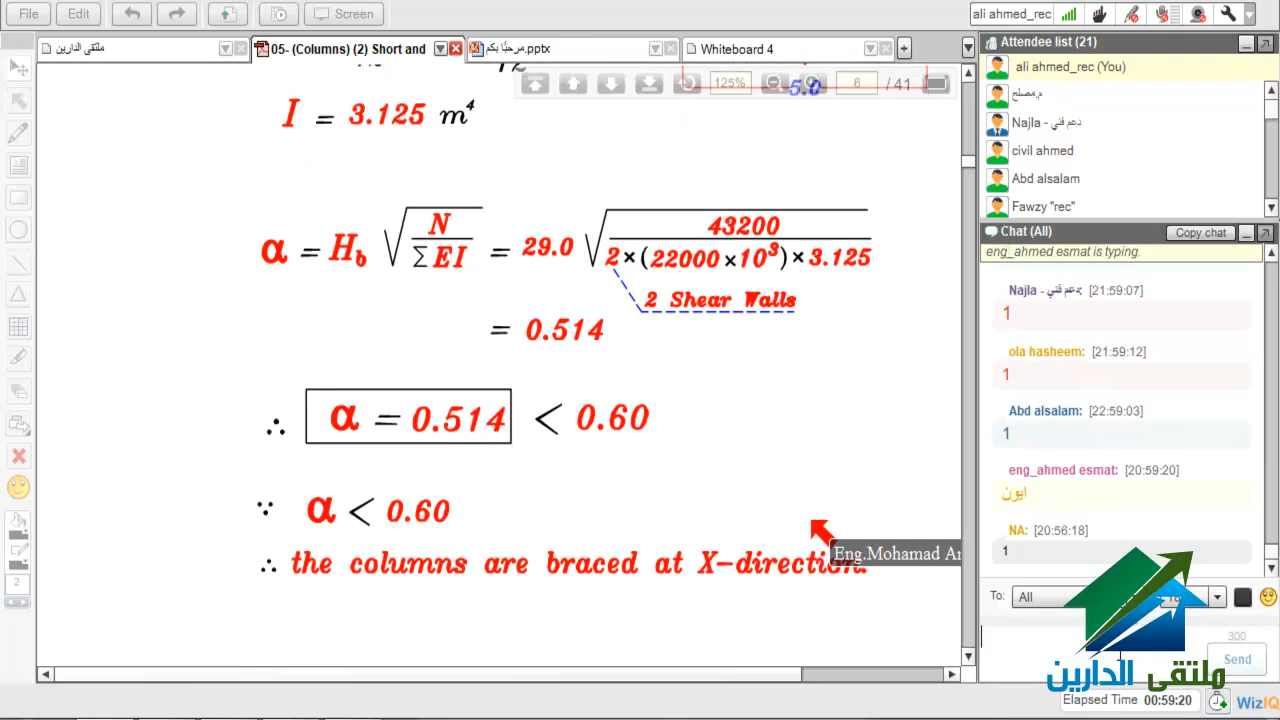 File Edit Screen
ali ahmed_rec
ملتقى الدارين
05- (Columns) (2) Short and
مرحبًا بكم.pptx
Whiteboard 4
125%
6 / 41
5.0
12
I = 3.125 m⁴
α = H_b √(N / ∑ EI) = 29.0 √(43200 / 2×(22000×10³)×3.125)
2 Shear Walls
= 0.514
∴ α = 0.514 < 0.60
∵ α < 0.60
∴ the columns are braced at X-direction.
Eng.Mohamad
2
Attendee list (21)
ali ahmed_rec (You)
م.مصلح
Najla - دعم فني
civil ahmed
Abd alsalam
Fawzy "rec"
Chat (All)
Copy chat
eng_ahmed esmat is typing.
Najla - دعم فني: [21:59:07]
1
ola hasheem: [21:59:12]
1
Abd alsalam: [22:59:03]
1
eng_ahmed esmat: [20:59:20]
ايون
NA: [20:56:18]
1
To: All
300
Send
ملتقى الدارين
Elapsed Time 00:59:20
WizIQ